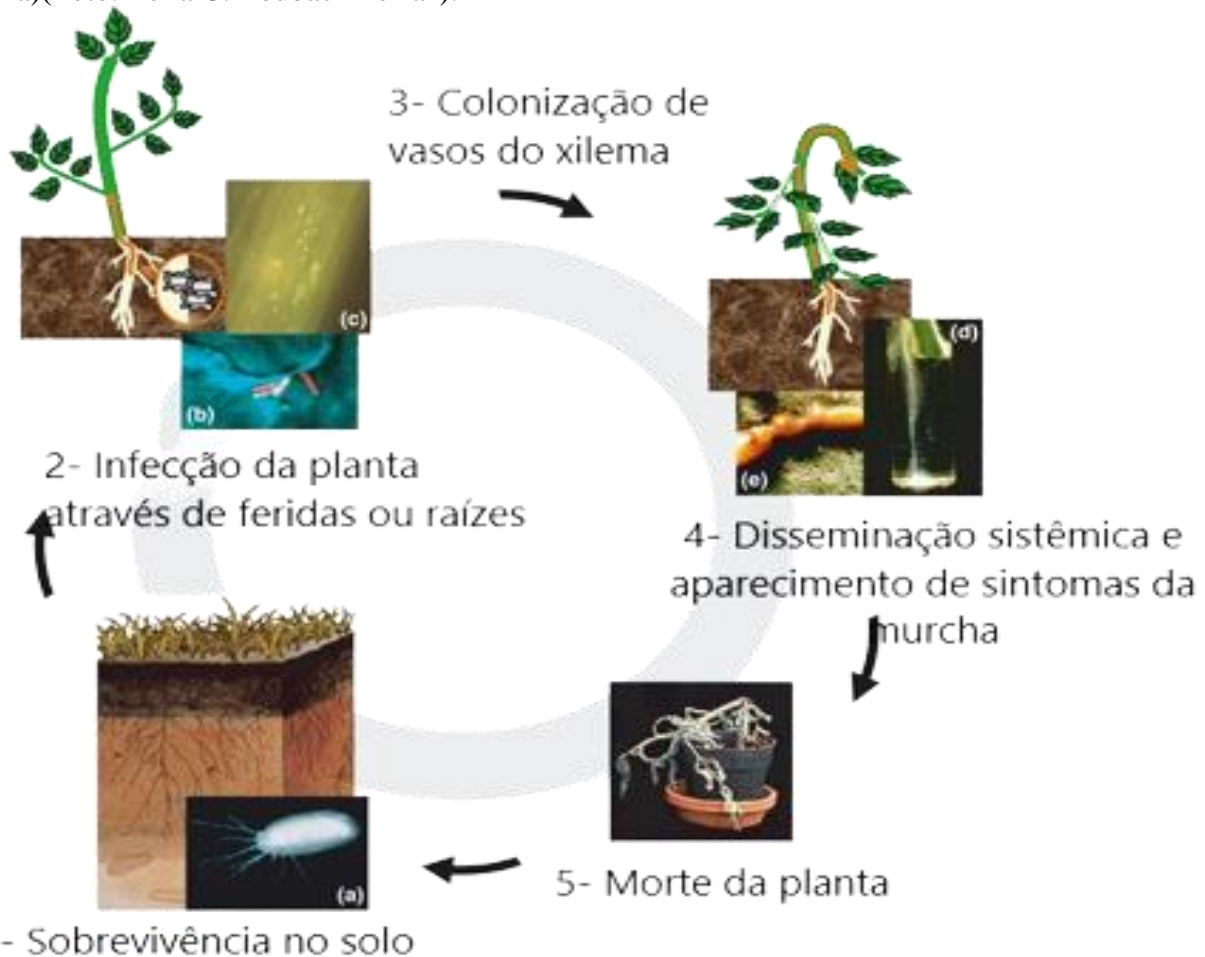 3- Colonização de
vasos do xilema
(c)
(b)
(d)
(e)
2- Infecção da planta
através de feridas ou raízes
4- Disseminação sistêmica e
aparecimento de sintomas da
murcha
5- Morte da planta
(a)
- Sobrevivência no solo